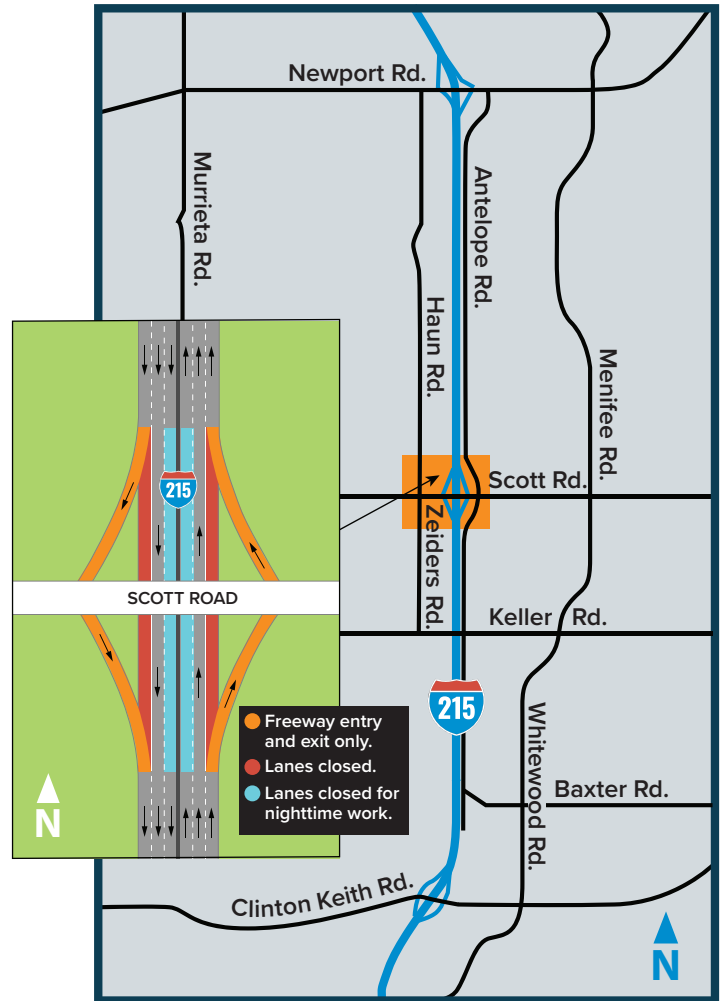 Newport Rd.
Murrieta Rd.
Antelope Rd.
Haun Rd.
Menifee Rd.
215
Scott Rd.
Zeiders Rd.
SCOTT ROAD
Keller Rd.
215
Freeway entry
and exit only.
Lanes closed.
Lanes closed for
nighttime work.
Whitewood Rd.
Baxter Rd.
N
Clinton Keith Rd.
N